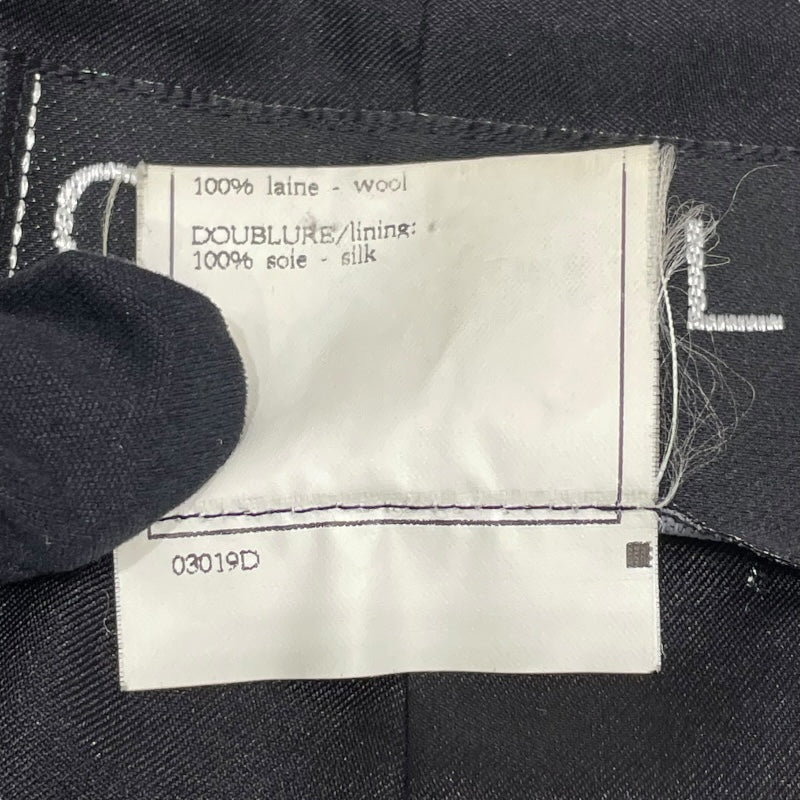 100% laine - wool
DOUBLURE/lining:
100% soie - silk
L
03019D